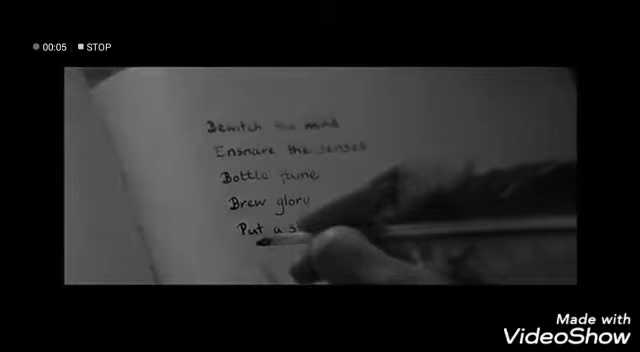 00:05 STOP
Bewitch the mind
Ensnare the senses
Bottle fame
Brew glory
Put a
Made with
VideoShow